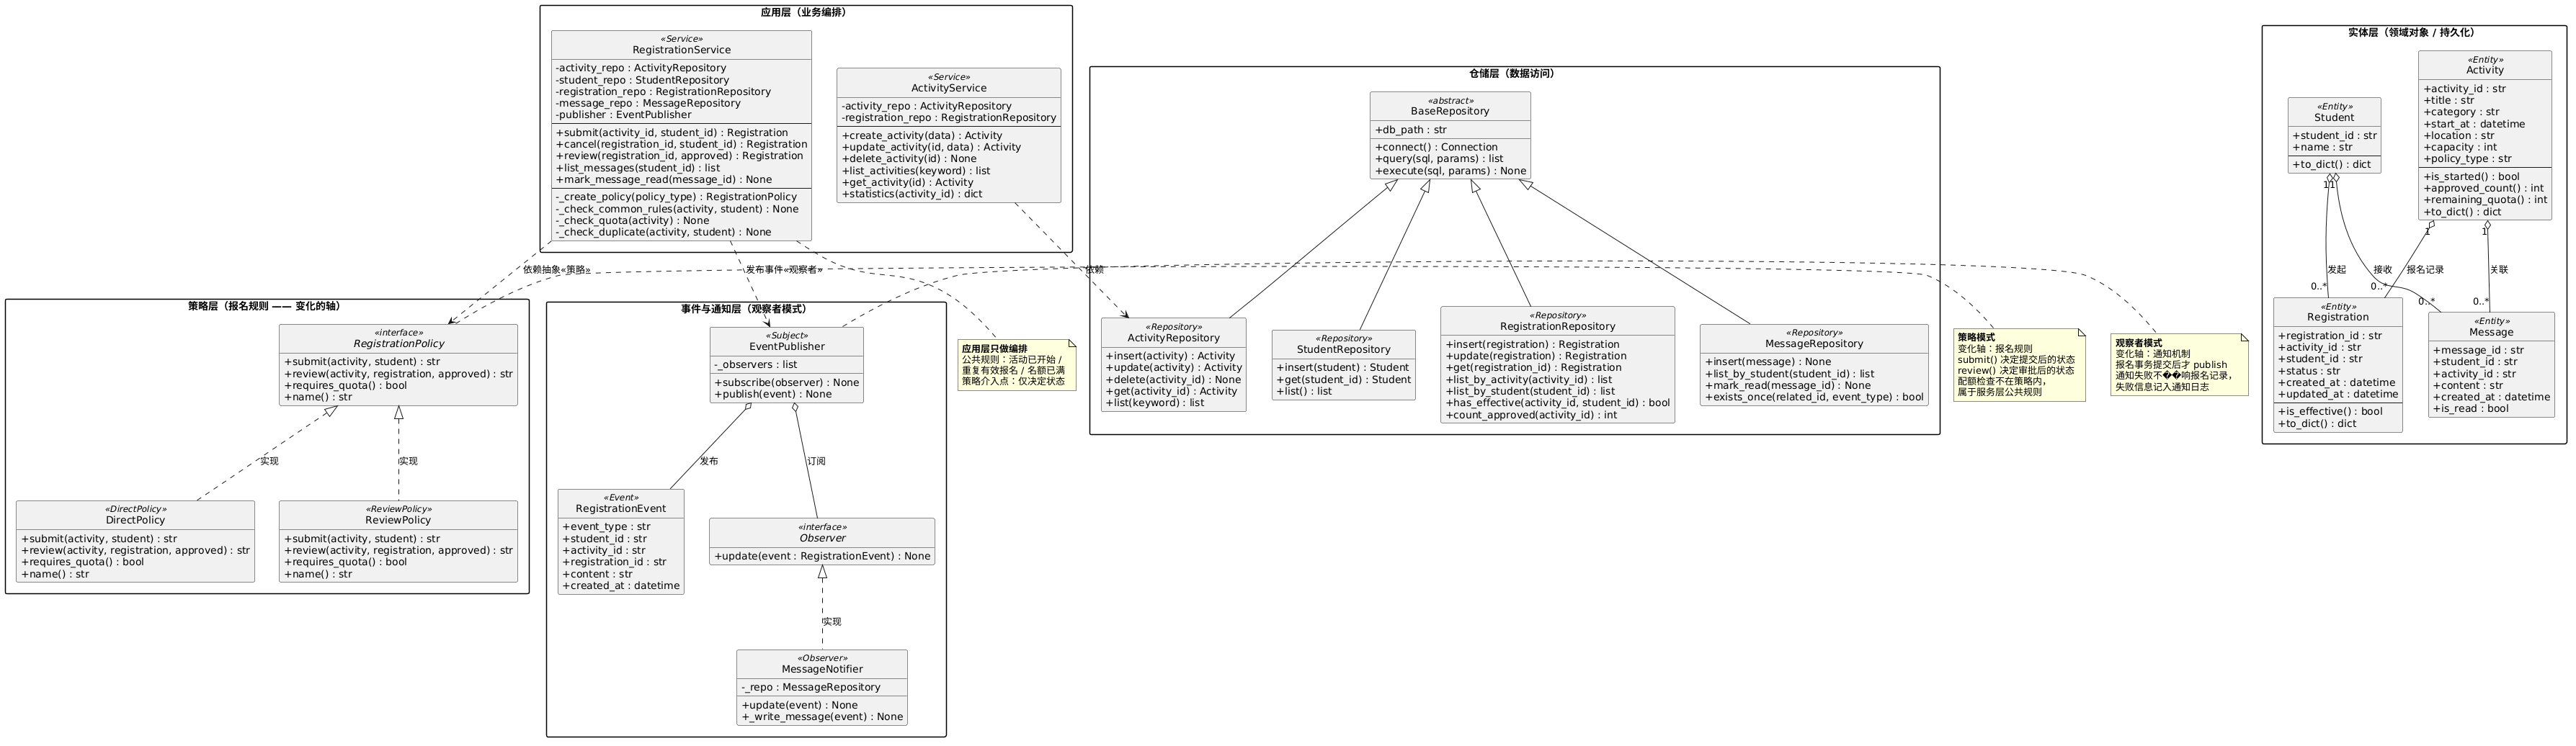 应用层（业务编排）
«Service»
RegistrationService
-activity_repo : ActivityRepository
-student_repo : StudentRepository
-registration_repo : RegistrationRepository
-message_repo : MessageRepository
-publisher : EventPublisher
+submit(activity_id, student_id) : Registration
+cancel(registration_id, student_id) : Registration
+review(registration_id, approved) : Registration
+list_messages(student_id) : list
+mark_message_read(message_id) : None
-_create_policy(policy_type) : RegistrationPolicy
-_check_common_rules(activity, student) : None
-_check_quota(activity) : None
-_check_duplicate(activity, student) : None
«Service»
ActivityService
-activity_repo : ActivityRepository
-registration_repo : RegistrationRepository
+create_activity(data) : Activity
+update_activity(id, data) : Activity
+delete_activity(id) : None
+list_activities(keyword) : list
+get_activity(id) : Activity
+statistics(activity_id) : dict
仓储层（数据访问）
«abstract»
BaseRepository
+db_path : str
+connect() : Connection
+query(sql, params) : list
+execute(sql, params) : None
«Repository»
ActivityRepository
+insert(activity) : Activity
+update(activity) : Activity
+delete(activity_id) : None
+get(activity_id) : Activity
+list(keyword) : list
«Repository»
StudentRepository
+insert(student) : Student
+get(student_id) : Student
+list() : list
«Repository»
RegistrationRepository
+insert(registration) : Registration
+update(registration) : Registration
+get(registration_id) : Registration
+list_by_activity(activity_id) : list
+list_by_student(student_id) : list
+has_effective(activity_id, student_id) : bool
+count_approved(activity_id) : int
«Repository»
MessageRepository
+insert(message) : None
+list_by_student(student_id) : list
+mark_read(message_id) : None
+exists_once(related_id, event_type) : bool
实体层（领域对象 / 持久化）
«Entity»
Student
+student_id : str
+name : str
+to_dict() : dict
«Entity»
Activity
+activity_id : str
+title : str
+category : str
+start_at : datetime
+location : str
+capacity : int
+policy_type : str
+is_started() : bool
+approved_count() : int
+remaining_quota() : int
+to_dict() : dict
1
1
1
1
发起
接收
报名记录
关联
0..*
0..*
0..*
0..*
«Entity»
Registration
+registration_id : str
+activity_id : str
+student_id : str
+status : str
+created_at : datetime
+updated_at : datetime
+is_effective() : bool
+to_dict() : dict
«Entity»
Message
+message_id : str
+student_id : str
+activity_id : str
+content : str
+created_at : datetime
+is_read : bool
依赖抽象«策略»
发布事件«观察者»
依赖
策略层（报名规则 —— 变化的轴）
«interface»
RegistrationPolicy
+submit(activity, student) : str
+review(activity, registration, approved) : str
+requires_quota() : bool
+name() : str
实现
实现
«DirectPolicy»
DirectPolicy
+submit(activity, student) : str
+review(activity, registration, approved) : str
+requires_quota() : bool
+name() : str
«ReviewPolicy»
ReviewPolicy
+submit(activity, student) : str
+review(activity, registration, approved) : str
+requires_quota() : bool
+name() : str
事件与通知层（观察者模式）
«Subject»
EventPublisher
-_observers : list
+subscribe(observer) : None
+publish(event) : None
发布
订阅
«Event»
RegistrationEvent
+event_type : str
+student_id : str
+activity_id : str
+registration_id : str
+content : str
+created_at : datetime
«interface»
Observer
+update(event : RegistrationEvent) : None
实现
«Observer»
MessageNotifier
-_repo : MessageRepository
+update(event) : None
+_write_message(event) : None
应用层只做编排
公共规则：活动已开始 /
重复有效报名 / 名额已满
策略介入点：仅决定状态
策略模式
变化轴：报名规则
submit() 决定提交后的状态
review() 决定审批后的状态
配额检查不在策略内，
属于服务层公共规则
观察者模式
变化轴：通知机制
报名事务提交后才 publish
通知失败不��响报名记录，
失败信息记入通知日志